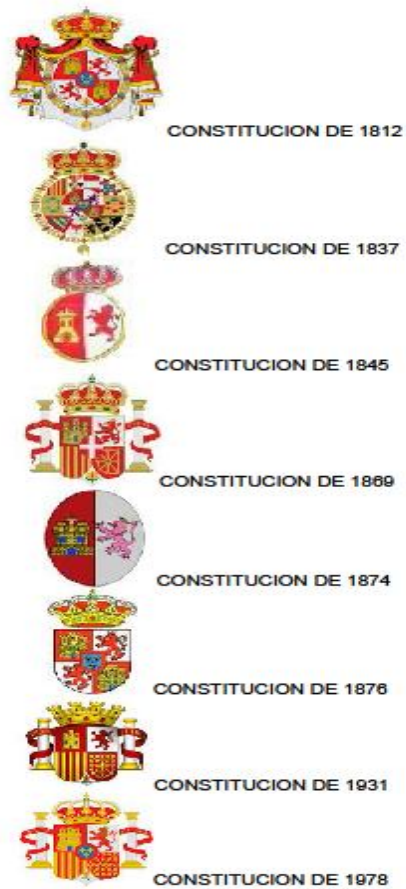 CONSTITUCION DE 1812
CONSTITUCION DE 1837
CONSTITUCION DE 1845
CONSTITUCION DE 1869
CONSTITUCION DE 1874
CONSTITUCION DE 1876
CONSTITUCION DE 1931
CONSTITUCION DE 1978